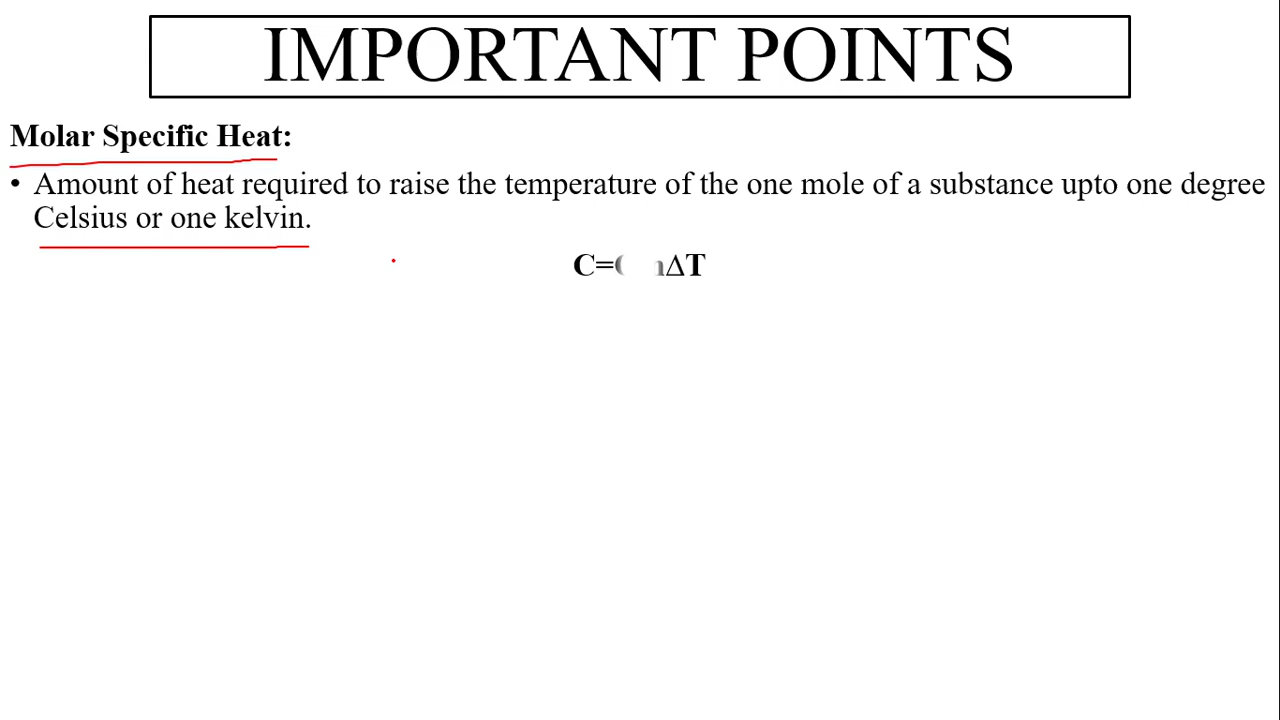 IMPORTANT POINTS
Molar Specific Heat:
• Amount of heat required to raise the temperature of the one mole of a substance upto one degree
Celsius or one kelvin.
C= ΔT